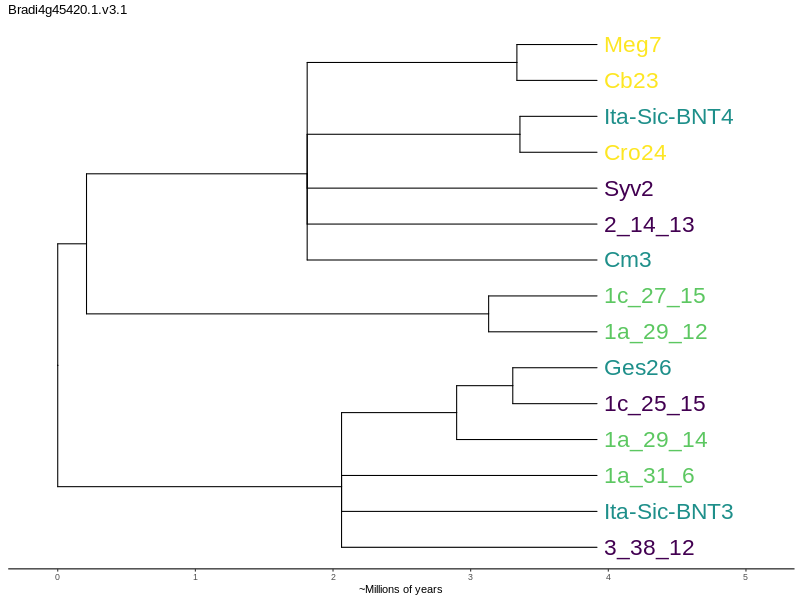 Bradi4g45420.1.v3.1
Meg7
Cb23
Ita-Sic-BNT4
Cro24
Syv2
2_14_13
Cm3
1c_27_15
1a_29_12
Ges26
1c_25_15
1a_29_14
1a_31_6
Ita-Sic-BNT3
3_38_12
0 1 2 3 4 5
~Millions of years